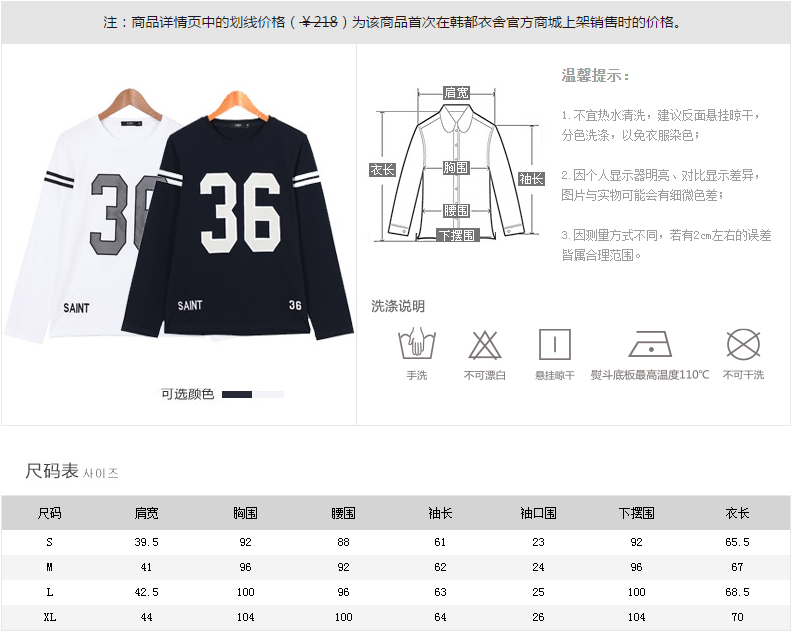 注：商品详情页中的划线价格（￥218）为该商品首次在韩都衣舍官方商城上架销售时的价格。
36
SAINT
36
SAINT
36
可选颜色
肩宽
衣长
胸围
袖长
腰围
下摆围
温馨提示：
1.不宜热水清洗，建议反面悬挂晾干，
分色洗涤，以免衣服染色；
2.因个人显示器明亮、对比显示差异，
图片与实物可能会有细微色差；
3.因测量方式不同，若有2cm左右的误差
皆属合理范围。
洗涤说明
手洗 不可漂白 悬挂晾干 熨斗底板最高温度110℃ 不可干洗
尺码表 사이즈
尺码 肩宽 胸围 腰围 袖长 袖口围 下摆围 衣长
S 39.5 92 88 61 23 92 65.5
M 41 96 92 62 24 96 67
L 42.5 100 96 63 25 100 68.5
XL 44 104 100 64 26 104 70